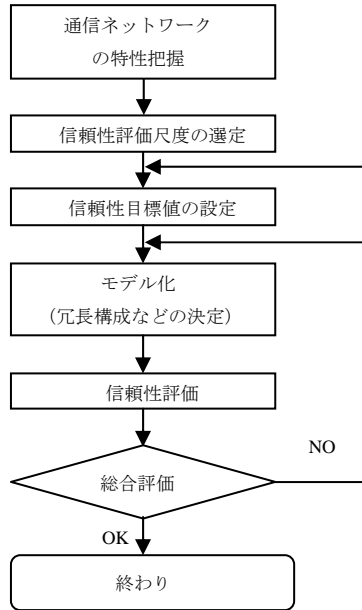 通信ネットワーク
の特性把握
信頼性評価尺度の選定
信頼性目標値の設定
モデル化
（冗長構成などの決定）
信頼性評価
総合評価
NO
OK
終わり